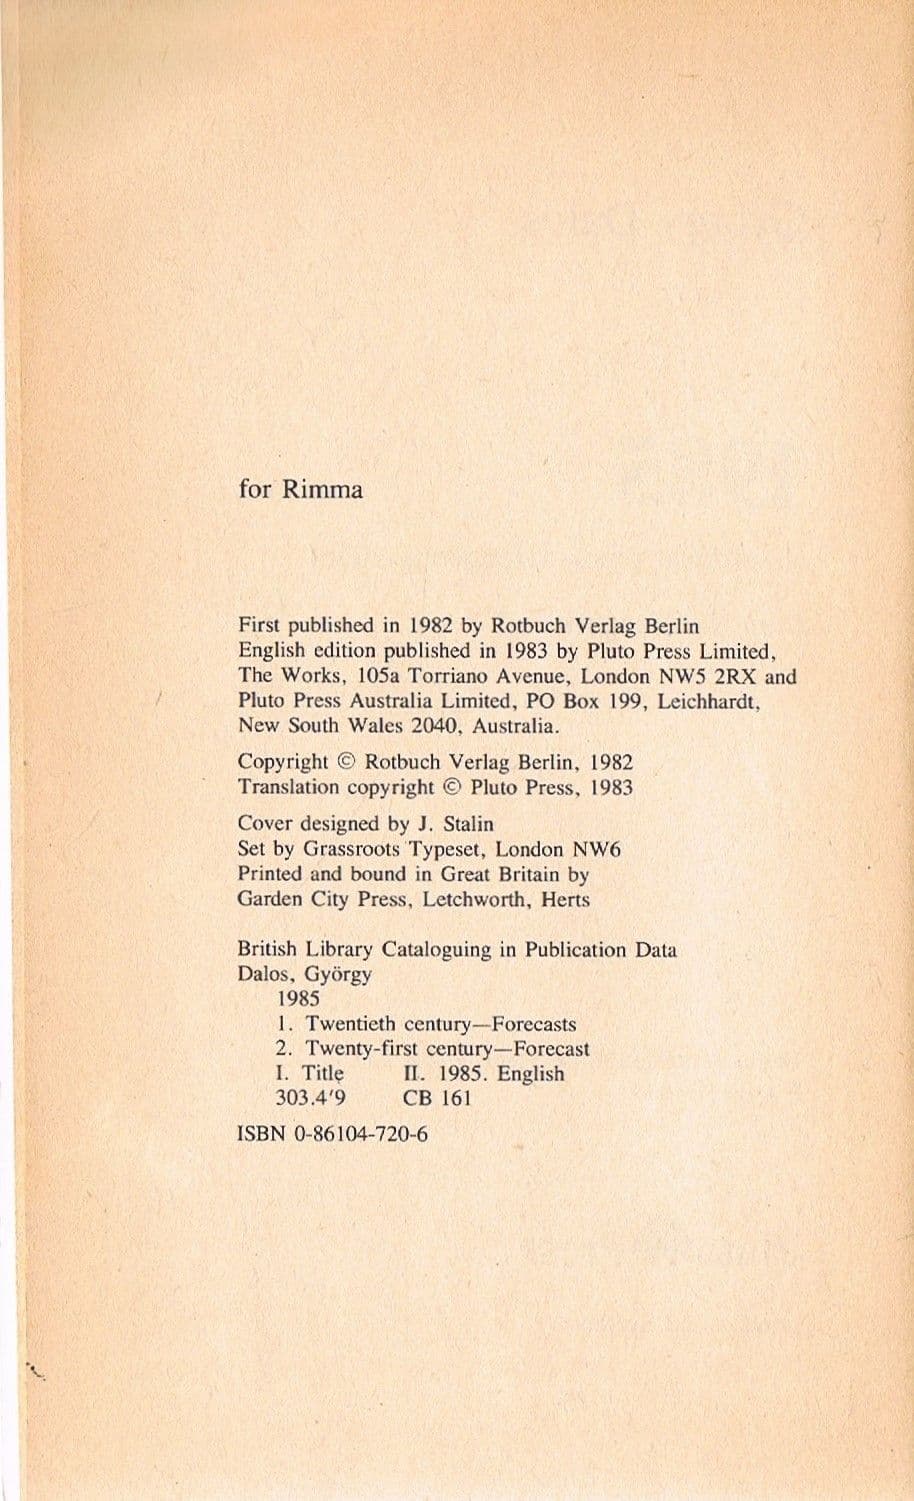 for Rimma
First published in 1982 by Rotbuch Verlag Berlin
English edition published in 1983 by Pluto Press Limited,
The Works, 105a Torriano Avenue, London NW5 2RX and
Pluto Press Australia Limited, PO Box 199, Leichhardt,
New South Wales 2040, Australia.
Copyright © Rotbuch Verlag Berlin, 1982
Translation copyright © Pluto Press, 1983
Cover designed by J. Stalin
Set by Grassroots Typeset, London NW6
Printed and bound in Great Britain by
Garden City Press, Letchworth, Herts
British Library Cataloguing in Publication Data
Dalos, György
1985
1. Twentieth century—Forecasts
2. Twenty-first century—Forecast
I. Title II. 1985. English
303.4'9 CB 161
ISBN 0-86104-720-6